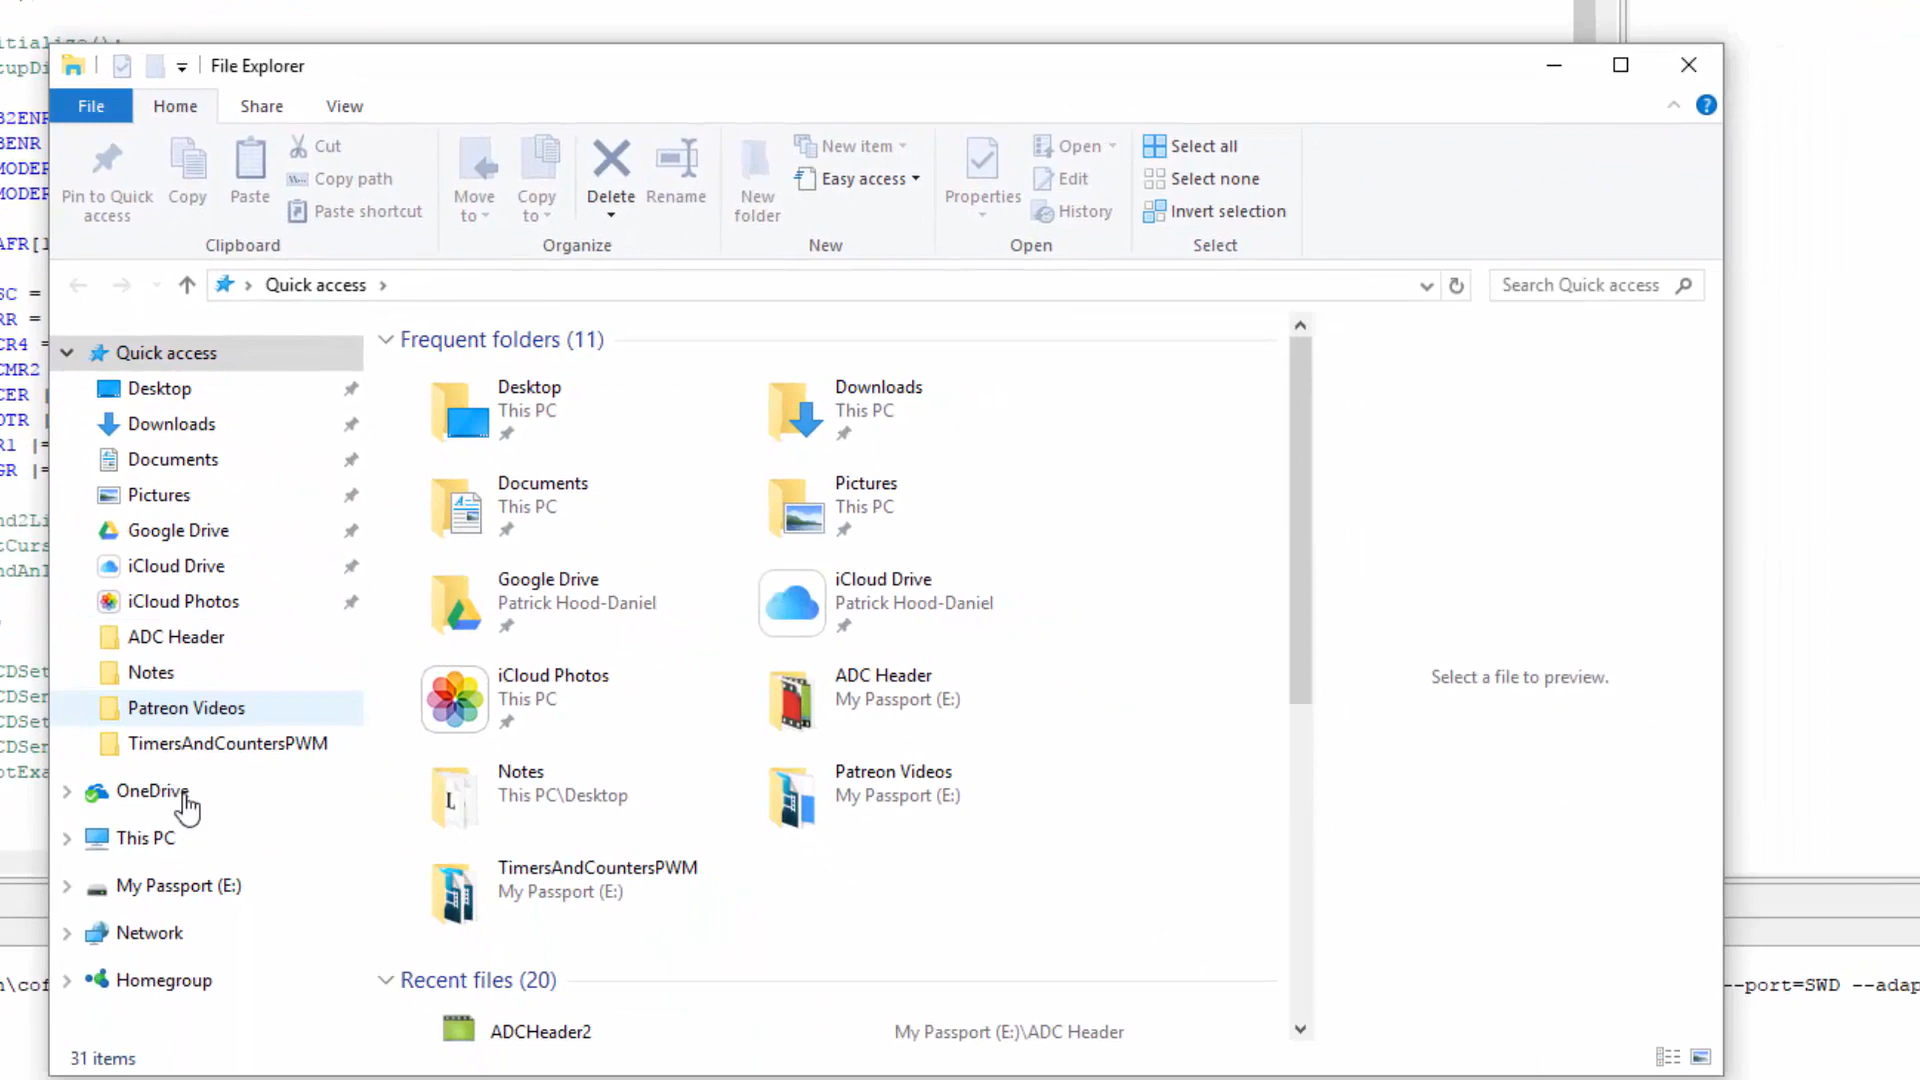 File Explorer
File
Home
Share
View
Pin to Quick access
Copy
Paste
Cut
Copy path
Paste shortcut
Clipboard
Move to
Copy to
Delete
Rename
Organize
New folder
New item
Easy access
New
Properties
Open
Edit
History
Open
Select all
Select none
Invert selection
Select
Quick access
Search Quick access
Quick access
Desktop
Downloads
Documents
Pictures
Google Drive
iCloud Drive
iCloud Photos
ADC Header
Notes
Patreon Videos
TimersAndCountersPWM
OneDrive
This PC
My Passport (E:)
Network
Homegroup
Frequent folders (11)
Desktop
This PC
Downloads
This PC
Documents
This PC
Pictures
This PC
Google Drive
Patrick Hood-Daniel
iCloud Drive
Patrick Hood-Daniel
iCloud Photos
This PC
ADC Header
My Passport (E:)
Notes
This PC\Desktop
Patreon Videos
My Passport (E:)
TimersAndCountersPWM
My Passport (E:)
Recent files (20)
ADCHeader2
My Passport (E:)\ADC Header
Select a file to preview.
31 items
--port=SWD --adap